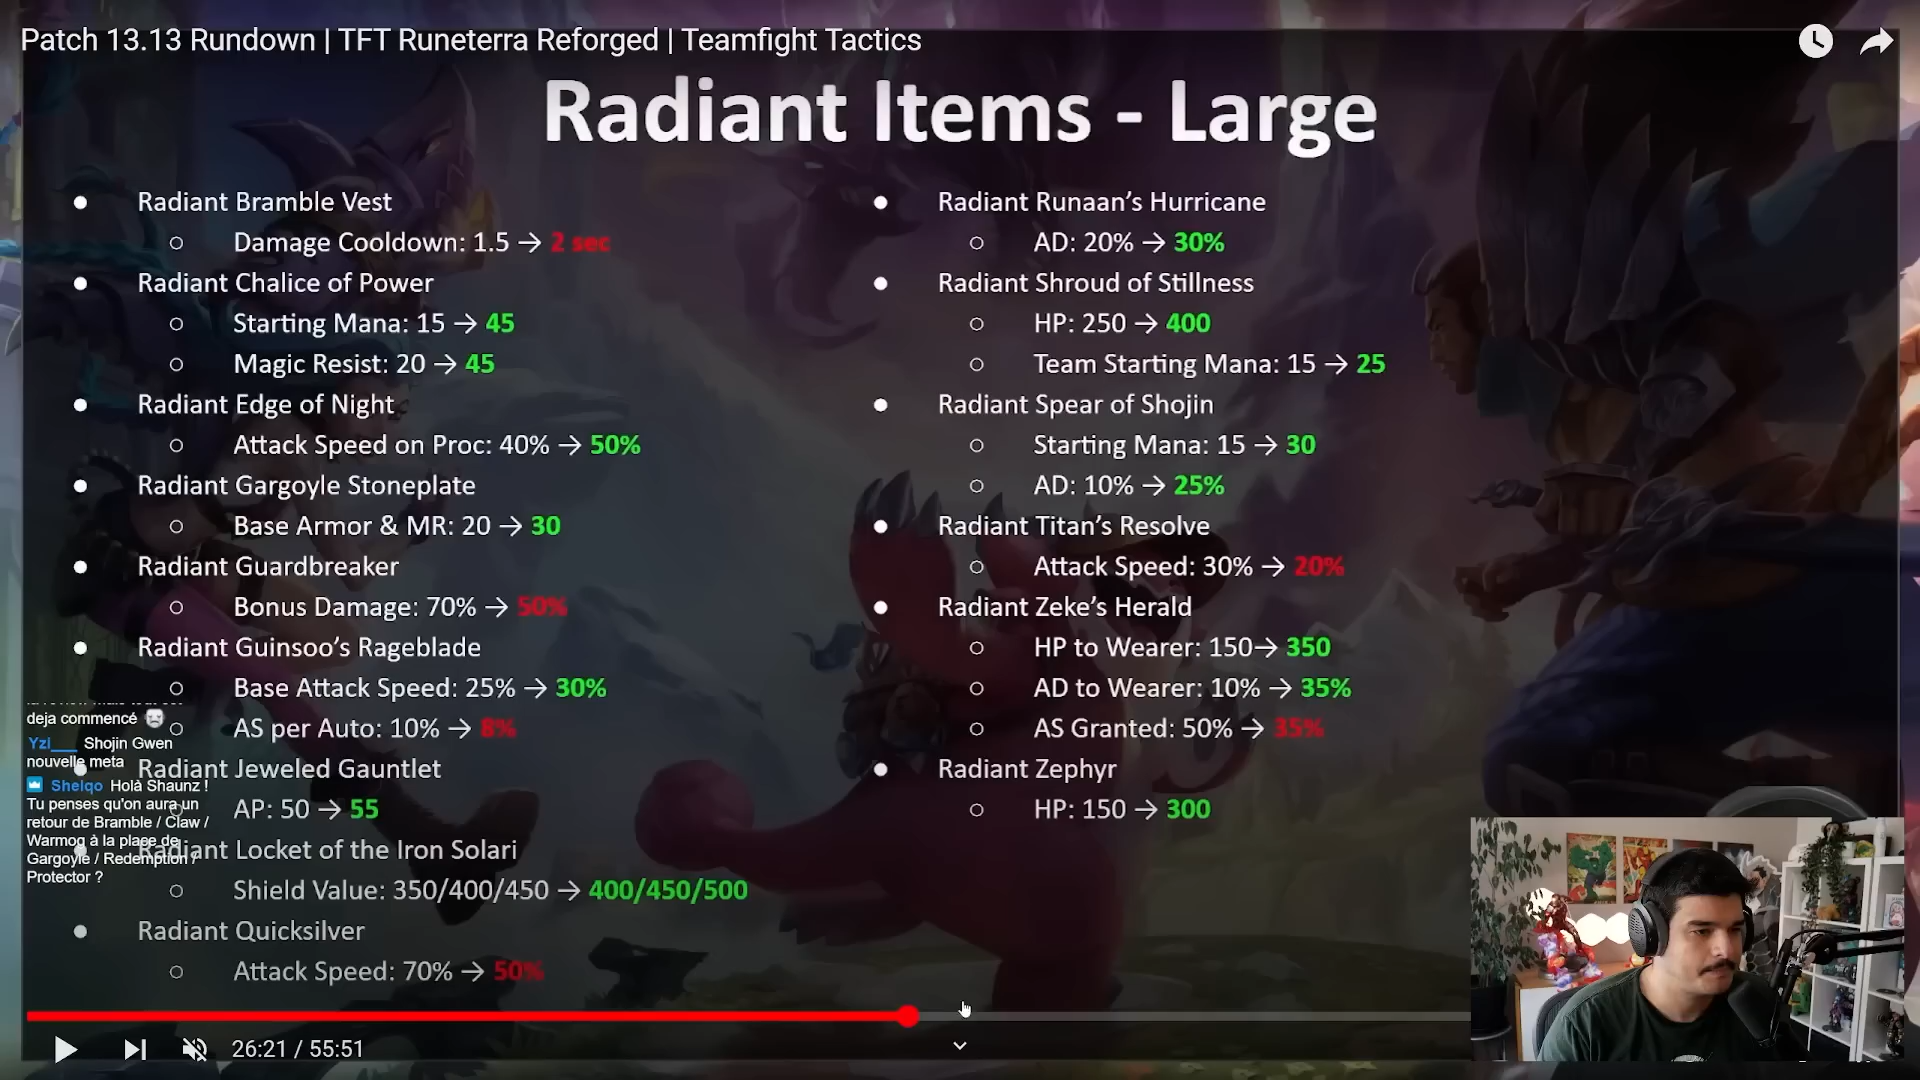 Patch 13.13 Rundown | TFT Runeterra Reforged | Teamfight Tactics
Radiant Items - Large
Radiant Bramble Vest
Damage Cooldown: 1.5 → 2 sec
Radiant Chalice of Power
Starting Mana: 15 → 45
Magic Resist: 20 → 45
Radiant Edge of Night
Attack Speed on Proc: 40% → 50%
Radiant Gargoyle Stoneplate
Base Armor & MR: 20 → 30
Radiant Guardbreaker
Bonus Damage: 70% → 50%
Radiant Guinsoo's Rageblade
Base Attack Speed: 25% → 30%
AS per Auto: 10% → 8%
Radiant Jeweled Gauntlet
AP: 50 → 55
Radiant Locket of the Iron Solari
Shield Value: 350/400/450 → 400/450/500
Radiant Quicksilver
Attack Speed: 70% → 50%
Radiant Runaan's Hurricane
AD: 20% → 30%
Radiant Shroud of Stillness
HP: 250 → 400
Team Starting Mana: 15 → 25
Radiant Spear of Shojin
Starting Mana: 15 → 30
AD: 10% → 25%
Radiant Titan's Resolve
Attack Speed: 30% → 20%
Radiant Zeke's Herald
HP to Wearer: 150→ 350
AD to Wearer: 10% → 35%
AS Granted: 50% → 35%
Radiant Zephyr
HP: 150 → 300
deja commencé
Yzi___ Shojin Gwen
nouvelle meta
Shelqo Holà Shaunz !
Tu penses qu'on aura un
retour de Bramble / Claw /
Warmog à la place de
Gargoyle / Redemption /
Protector ?
26:21 / 55:51